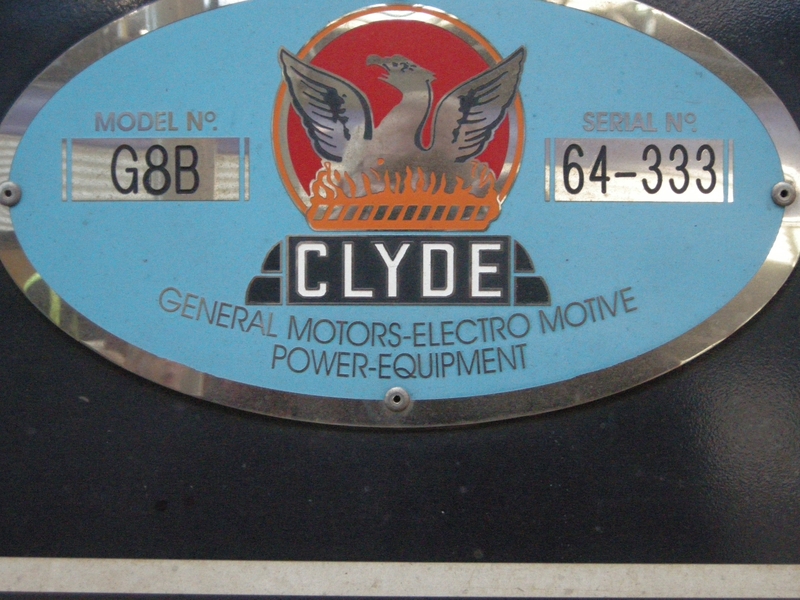 MODEL Nº.
G8B
SERIAL Nº.
64-333
CLYDE
GENERAL MOTORS-ELECTRO MOTIVE
POWER-EQUIPMENT